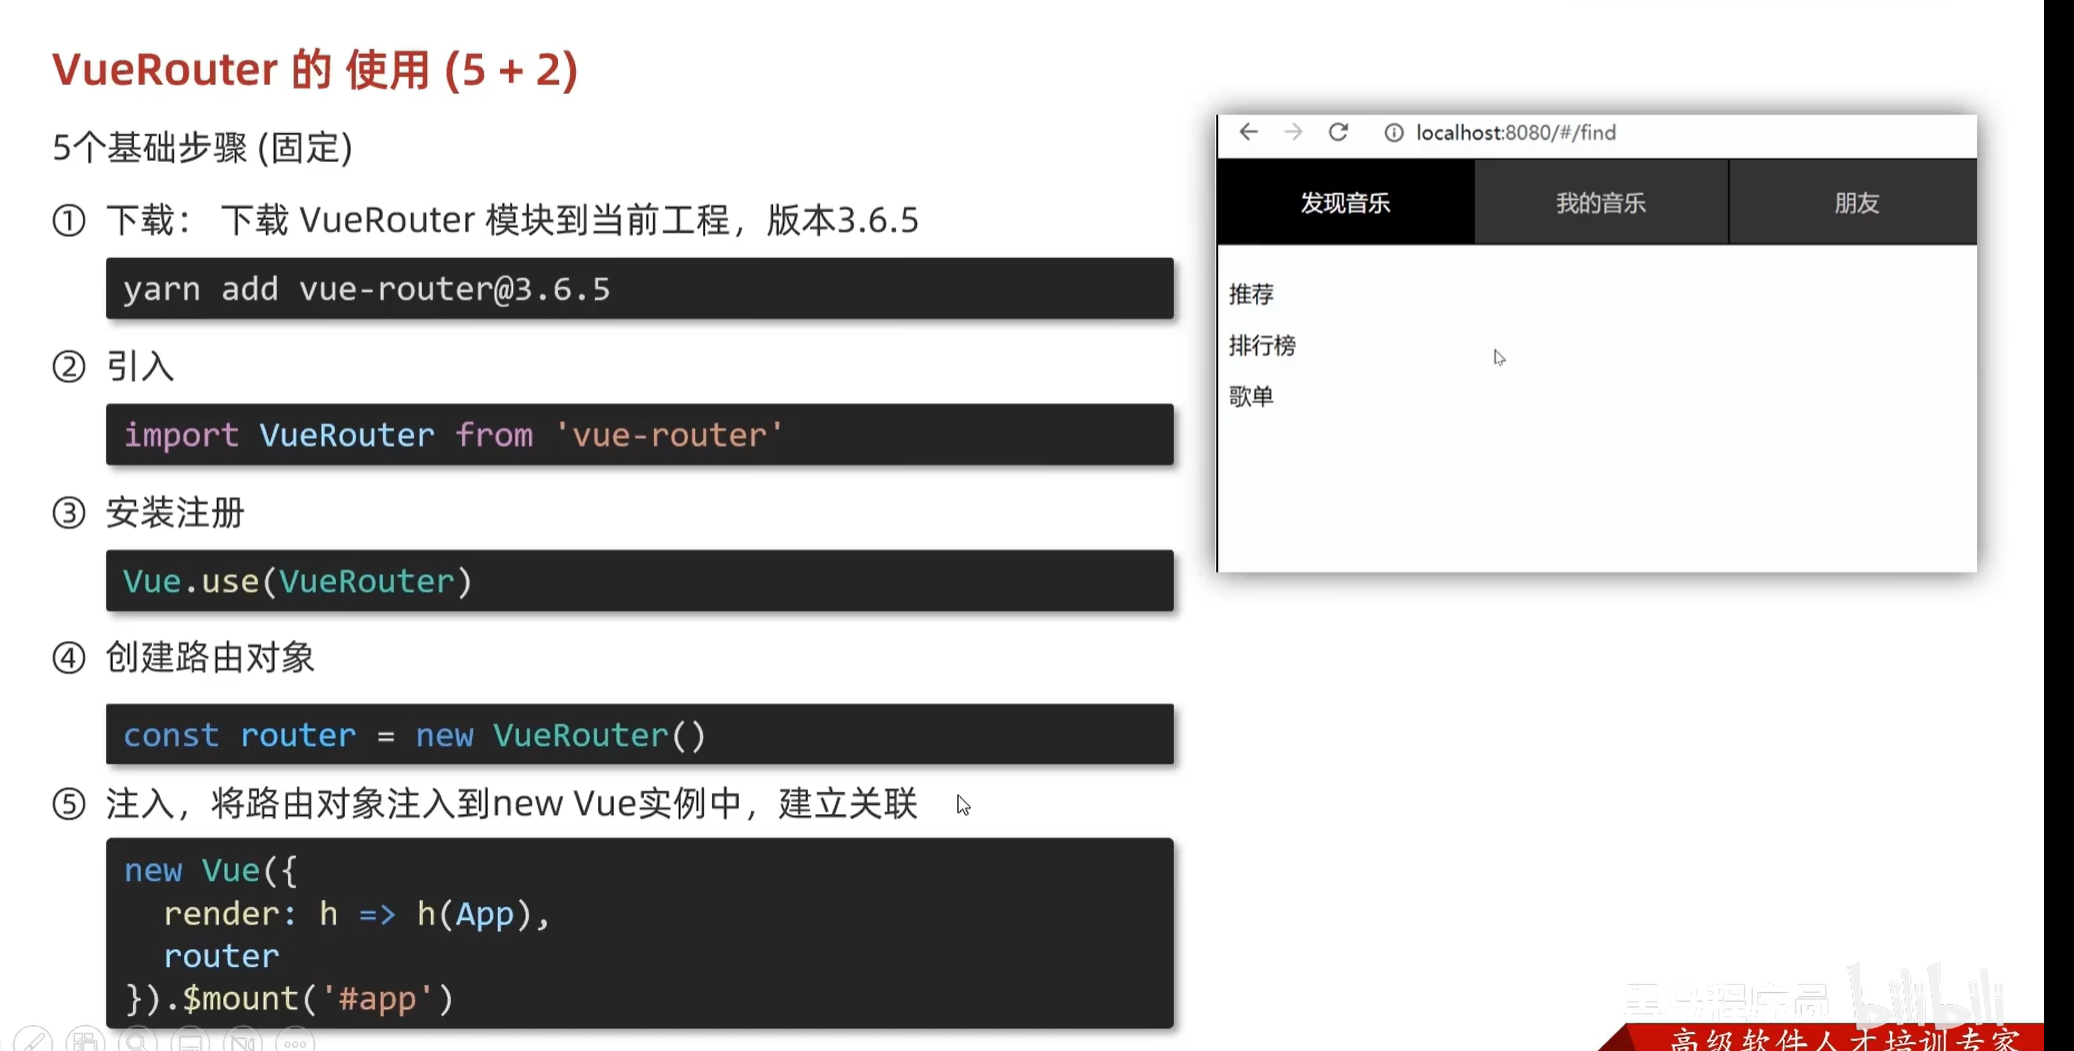 VueRouter 的 使用 (5 + 2)
5个基础步骤 (固定)
① 下载： 下载 VueRouter 模块到当前工程，版本3.6.5
yarn add vue-router@3.6.5
② 引入
import VueRouter from 'vue-router'
③ 安装注册
Vue.use(VueRouter)
④ 创建路由对象
const router = new VueRouter()
⑤ 注入，将路由对象注入到new Vue实例中，建立关联
new Vue({
  render: h => h(App),
  router
}).$mount('#app')
localhost:8080/#/find
发现音乐 我的音乐 朋友
推荐
排行榜
歌单
黑马程序员 bilibili
高级软件人才培训专家